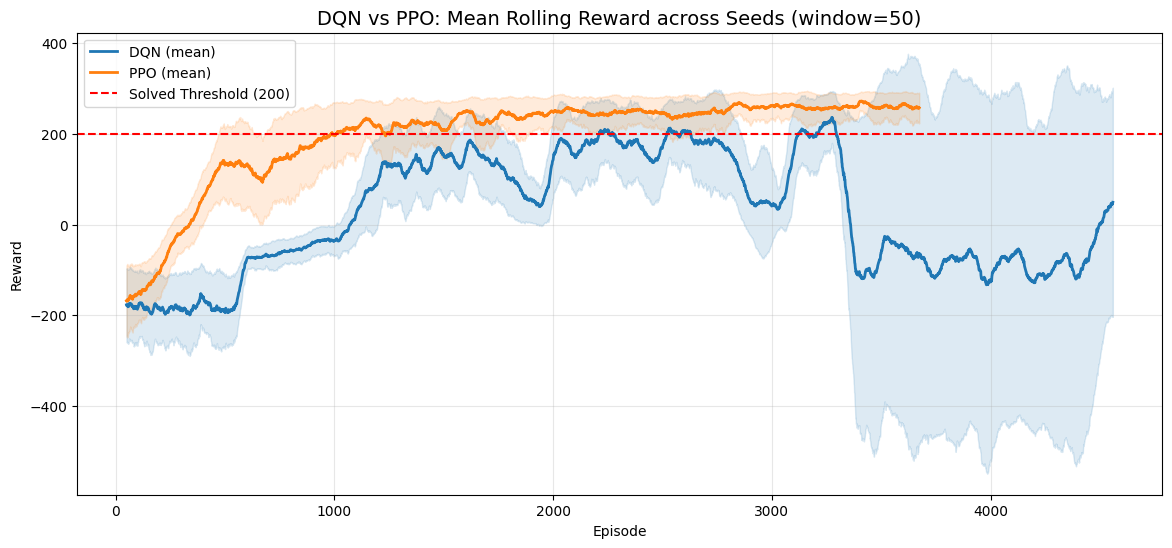 DQN vs PPO: Mean Rolling Reward across Seeds (window=50)
DQN (mean)
PPO (mean)
Solved Threshold (200)
Reward
400
200
0
−200
−400
0 1000 2000 3000 4000
Episode